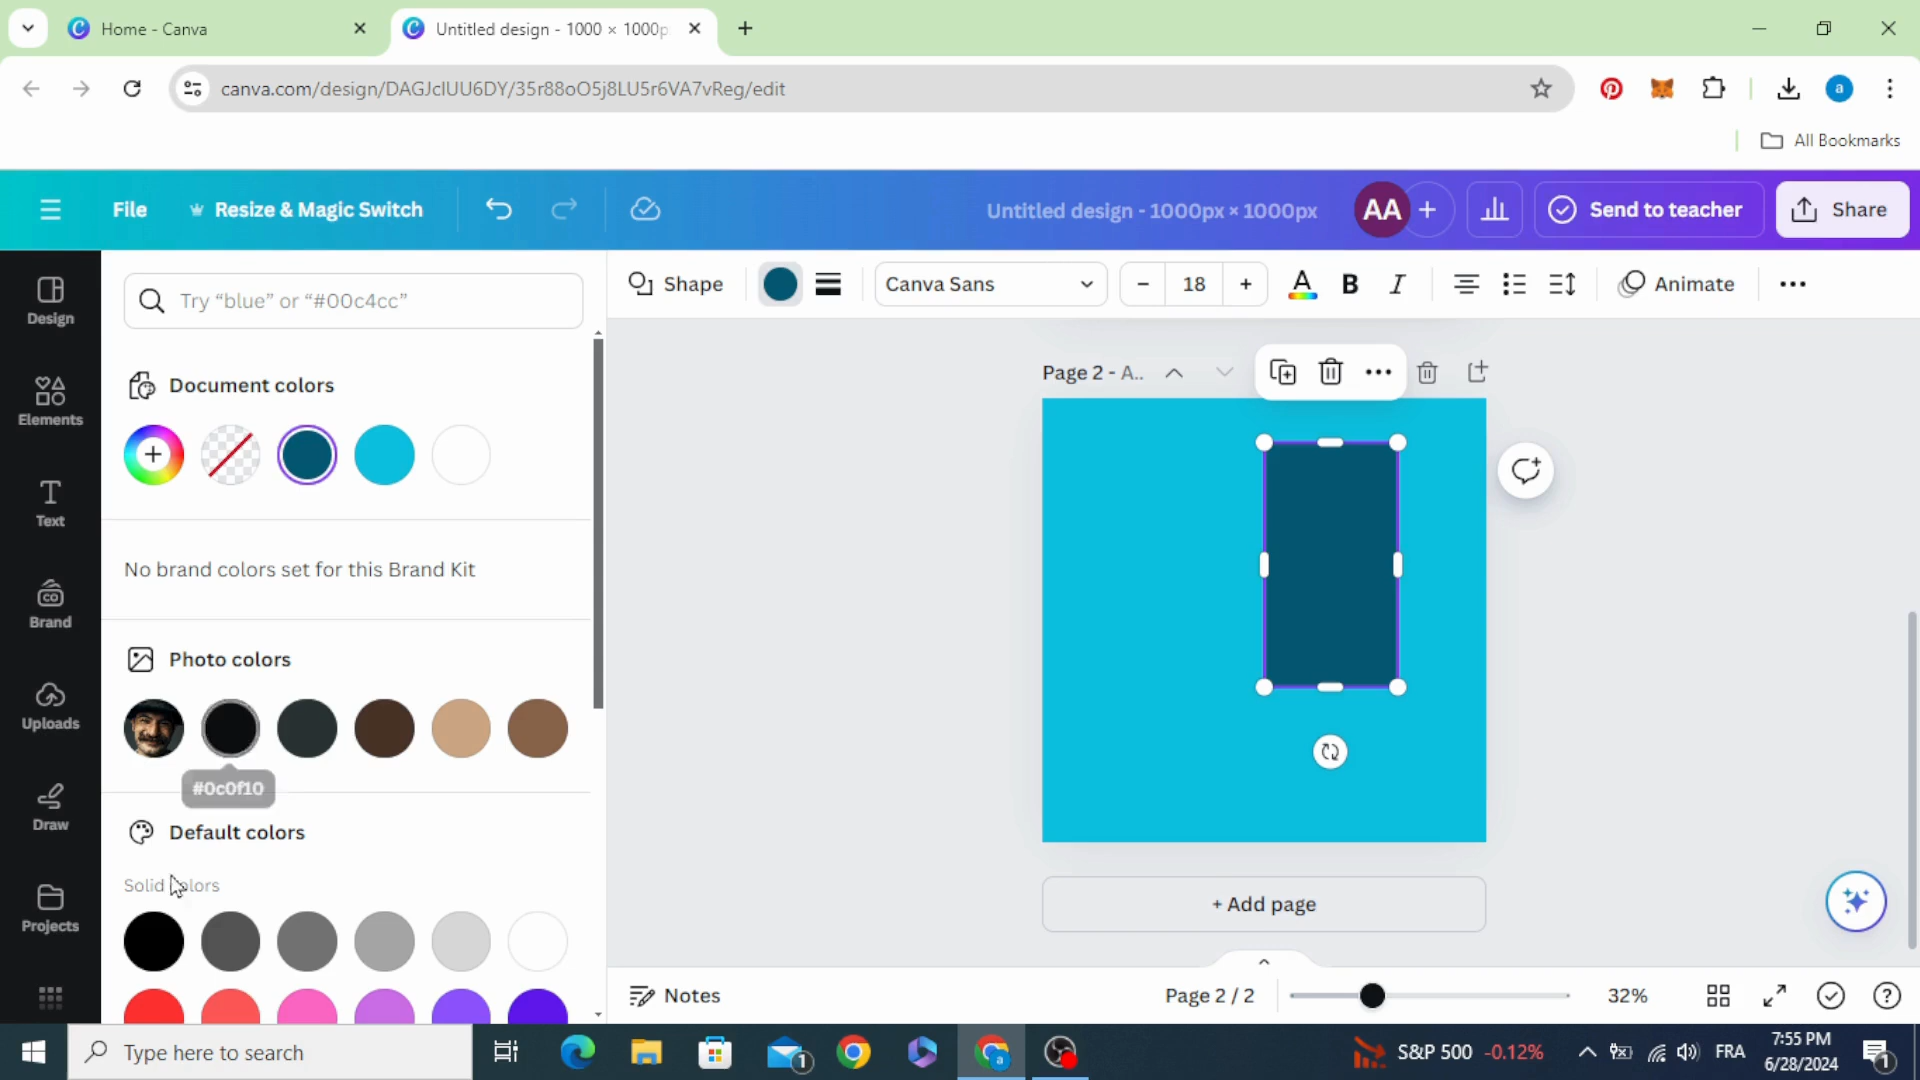 Home - Canva
Untitled design - 1000 × 1000p
canva.com/design/DAGJclUU6DY/35r88oO5j8LU5r6VA7vReg/edit
a
All Bookmarks
File
Resize & Magic Switch
Untitled design - 1000px × 1000px
AA
Send to teacher
Share
Design
Elements
Text
Brand
Uploads
Draw
Projects
Try “blue” or “#00c4cc”
Shape
Canva Sans
18
Animate
Document colors
No brand colors set for this Brand Kit
Photo colors
#0c0f10
Default colors
Solid colors
Page 2 - A..
+ Add page
Notes
Page 2 / 2
32%
Type here to search
1
S&P 500 -0.12%
FRA
7:55 PM
6/28/2024
1